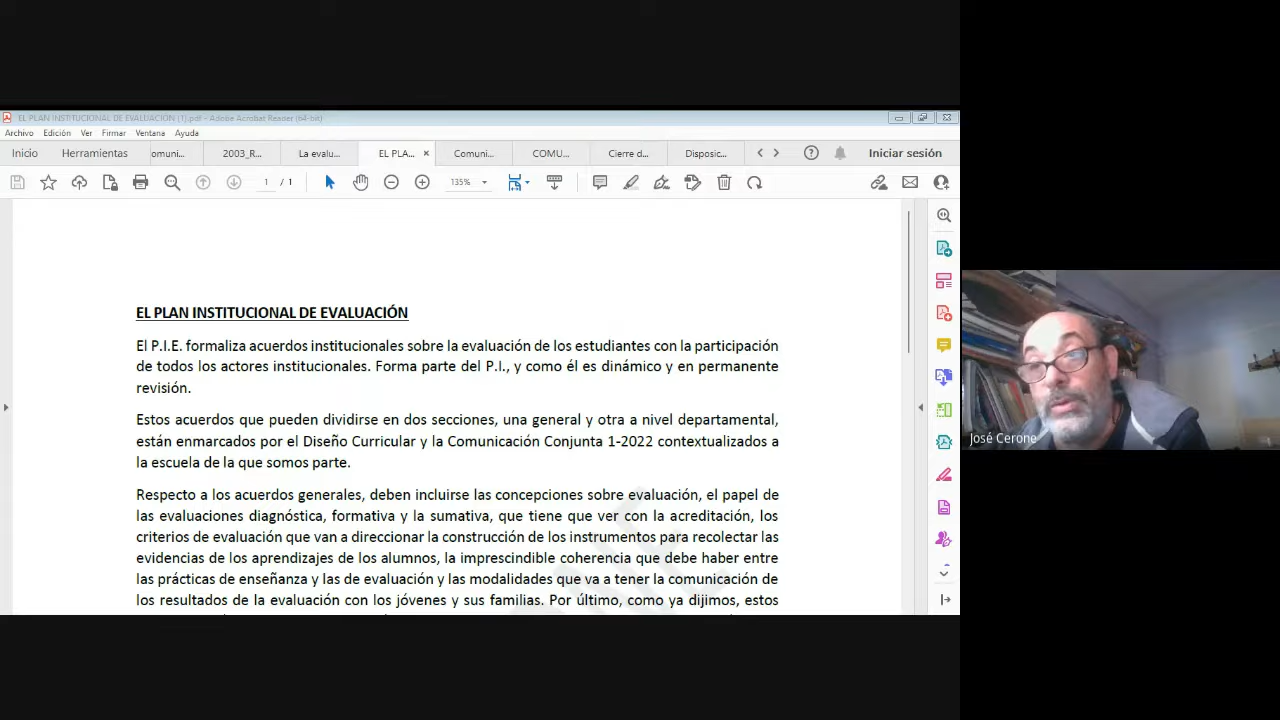 EL PLAN INSTITUCIONAL DE EVALUACIÓN (1).pdf - Adobe Acrobat Reader (64-bit)
Archivo Edición Ver Firmar Ventana Ayuda
Inicio Herramientas omuni... 2003_R... La evalu... EL PLA... × Comuni... COMU... Cierre d... Disposic... Iniciar sesión
1 / 1 135%
EL PLAN INSTITUCIONAL DE EVALUACIÓN
El P.I.E. formaliza acuerdos institucionales sobre la evaluación de los estudiantes con la participación
de todos los actores institucionales. Forma parte del P.I., y como él es dinámico y en permanente
revisión.
Estos acuerdos que pueden dividirse en dos secciones, una general y otra a nivel departamental,
están enmarcados por el Diseño Curricular y la Comunicación Conjunta 1-2022 contextualizados a
la escuela de la que somos parte.
Respecto a los acuerdos generales, deben incluirse las concepciones sobre evaluación, el papel de
las evaluaciones diagnóstica, formativa y la sumativa, que tiene que ver con la acreditación, los
criterios de evaluación que van a direccionar la construcción de los instrumentos para recolectar las
evidencias de los aprendizajes de los alumnos, la imprescindible coherencia que debe haber entre
las prácticas de enseñanza y las de evaluación y las modalidades que va a tener la comunicación de
los resultados de la evaluación con los jóvenes y sus familias. Por último, como ya dijimos, estos
José Cerone